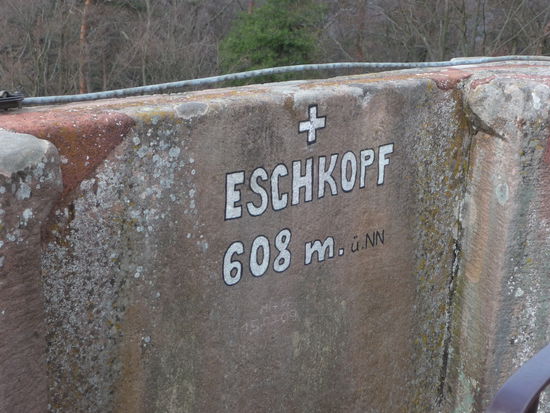 ESCHKOPF
608 m. ü. NN